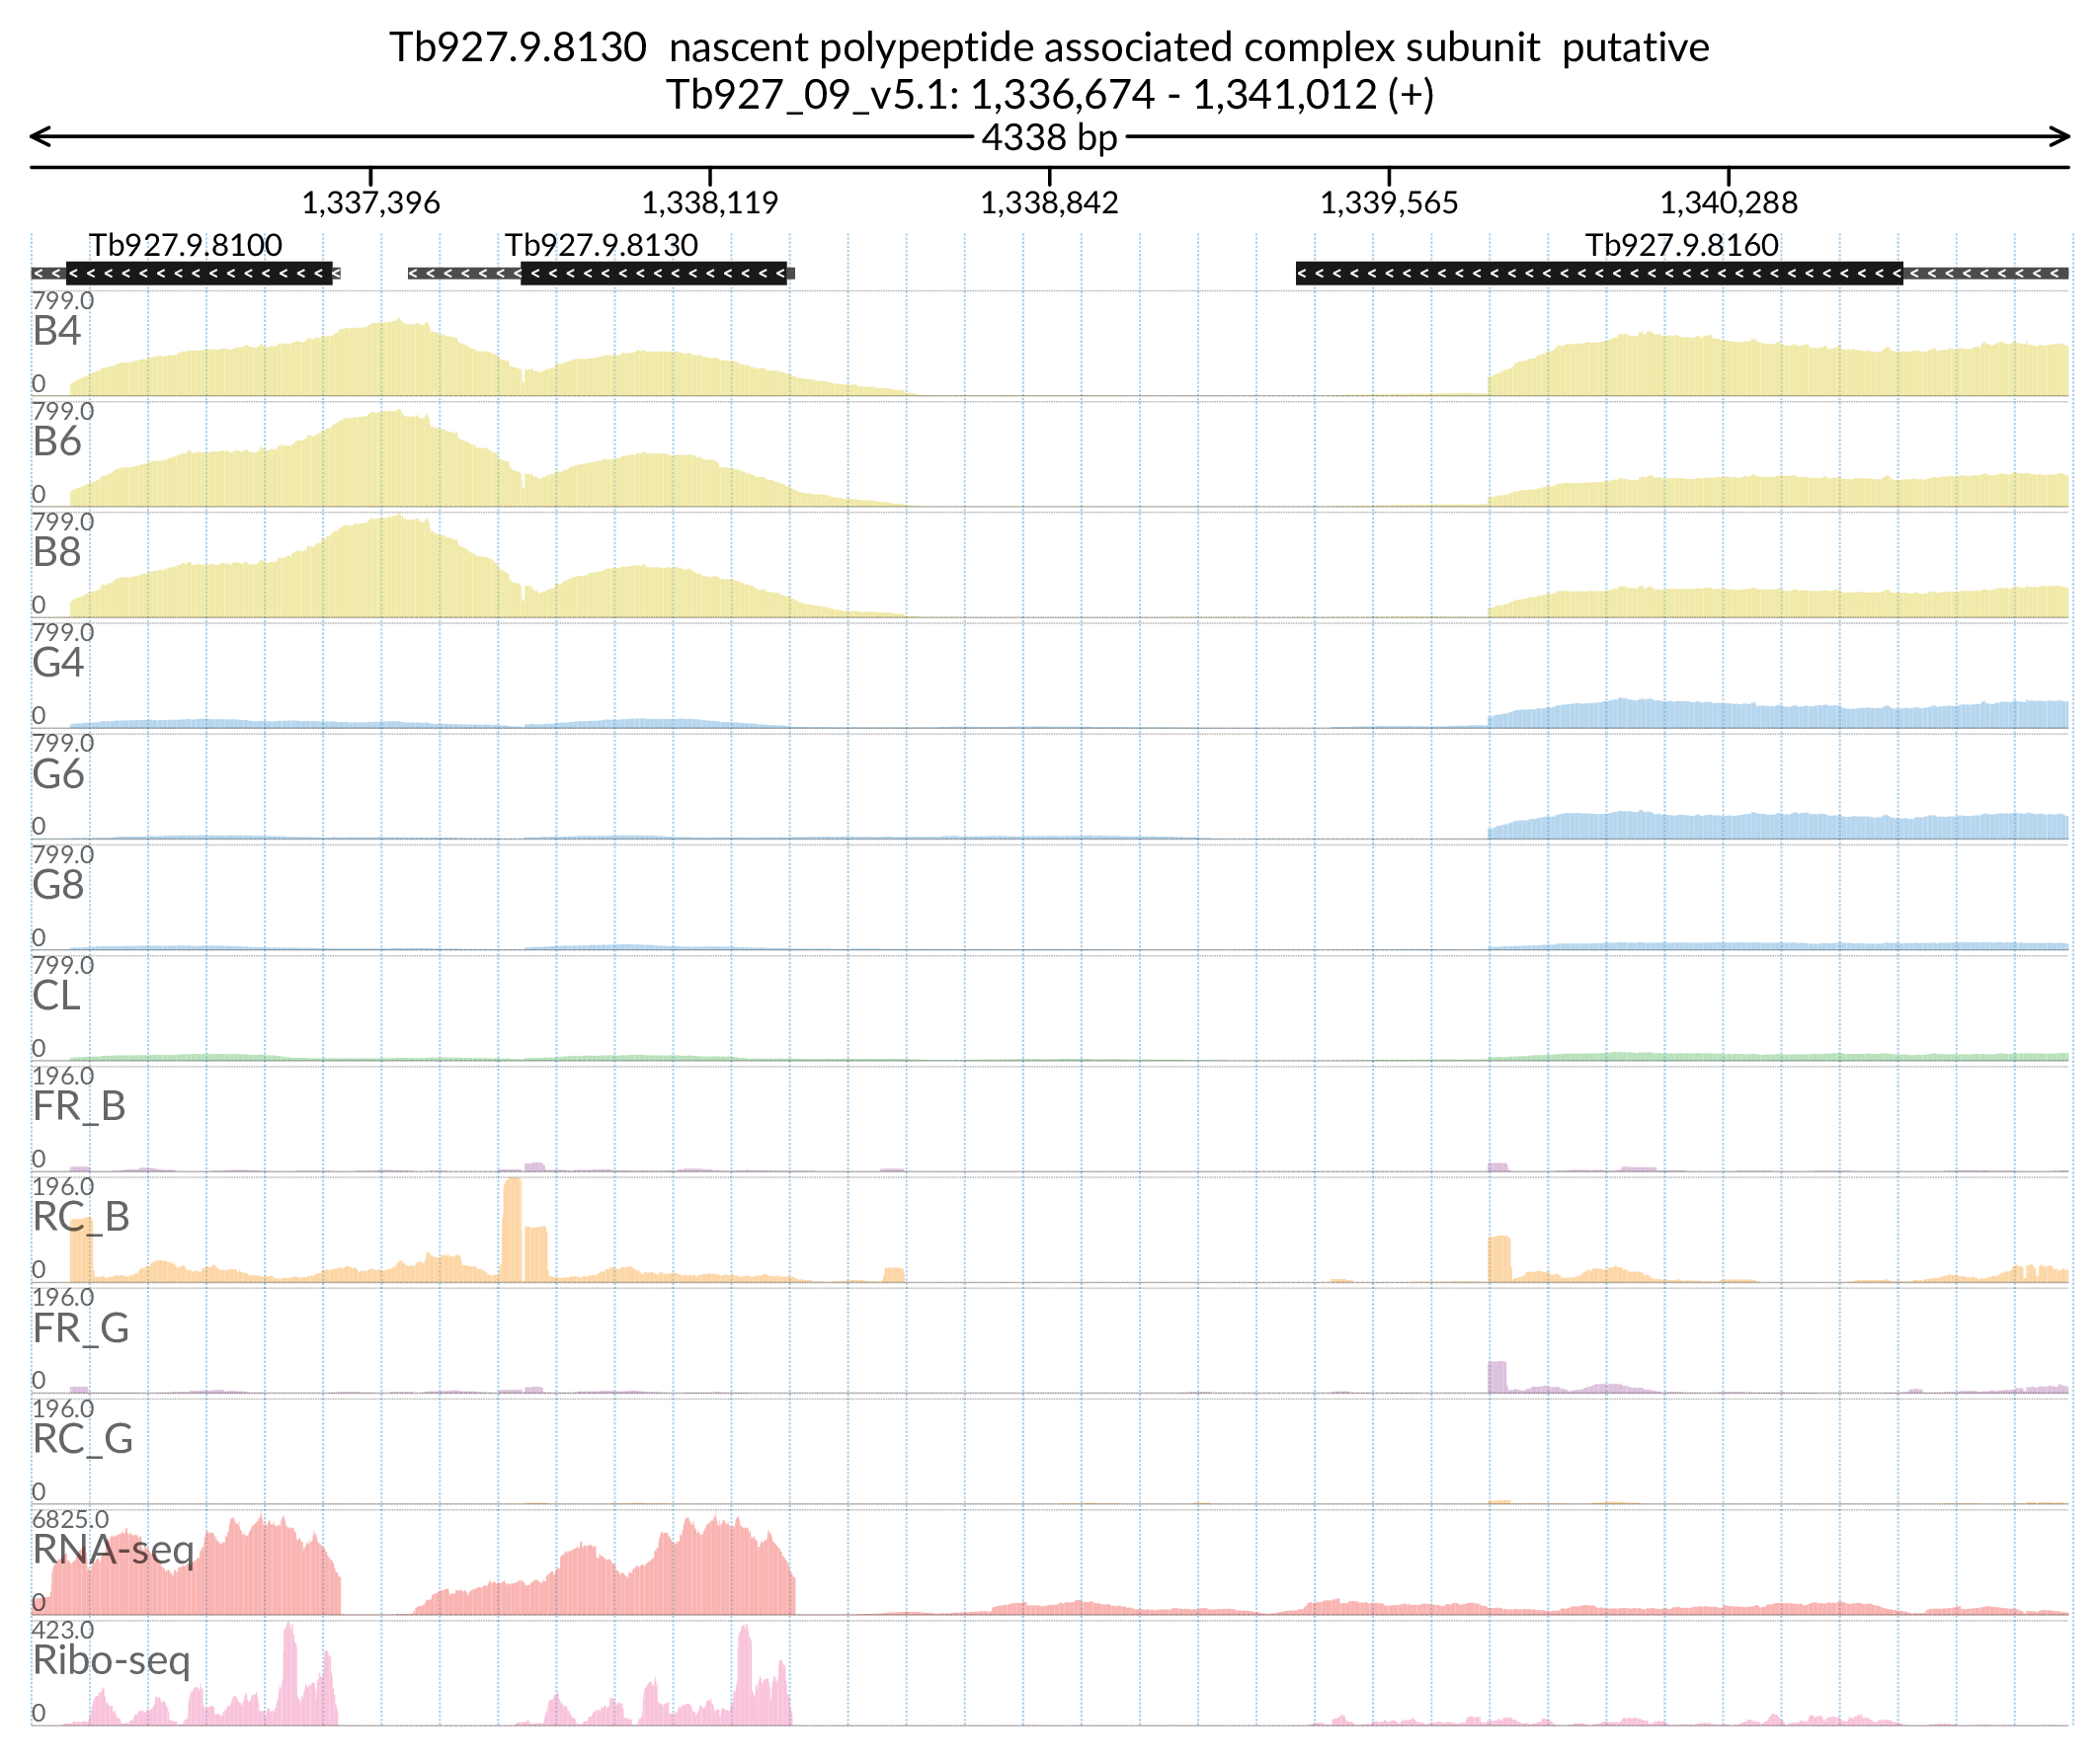 Tb927.9.8130 nascent polypeptide associated complex subunit putative
Tb927_09_v5.1: 1,336,674 - 1,341,012 (+)
4338 bp
1,337,396 1,338,119 1,338,842 1,339,565 1,340,288
Tb927.9.8100 Tb927.9.8130 Tb927.9.8160
799.0
B4
0
799.0
B6
0
799.0
B8
0
799.0
G4
0
799.0
G6
0
799.0
G8
0
799.0
CL
0
196.0
FR_B
0
196.0
RC_B
0
196.0
FR_G
0
196.0
RC_G
0
6825.0
RNA-seq
0
423.0
Ribo-seq
0